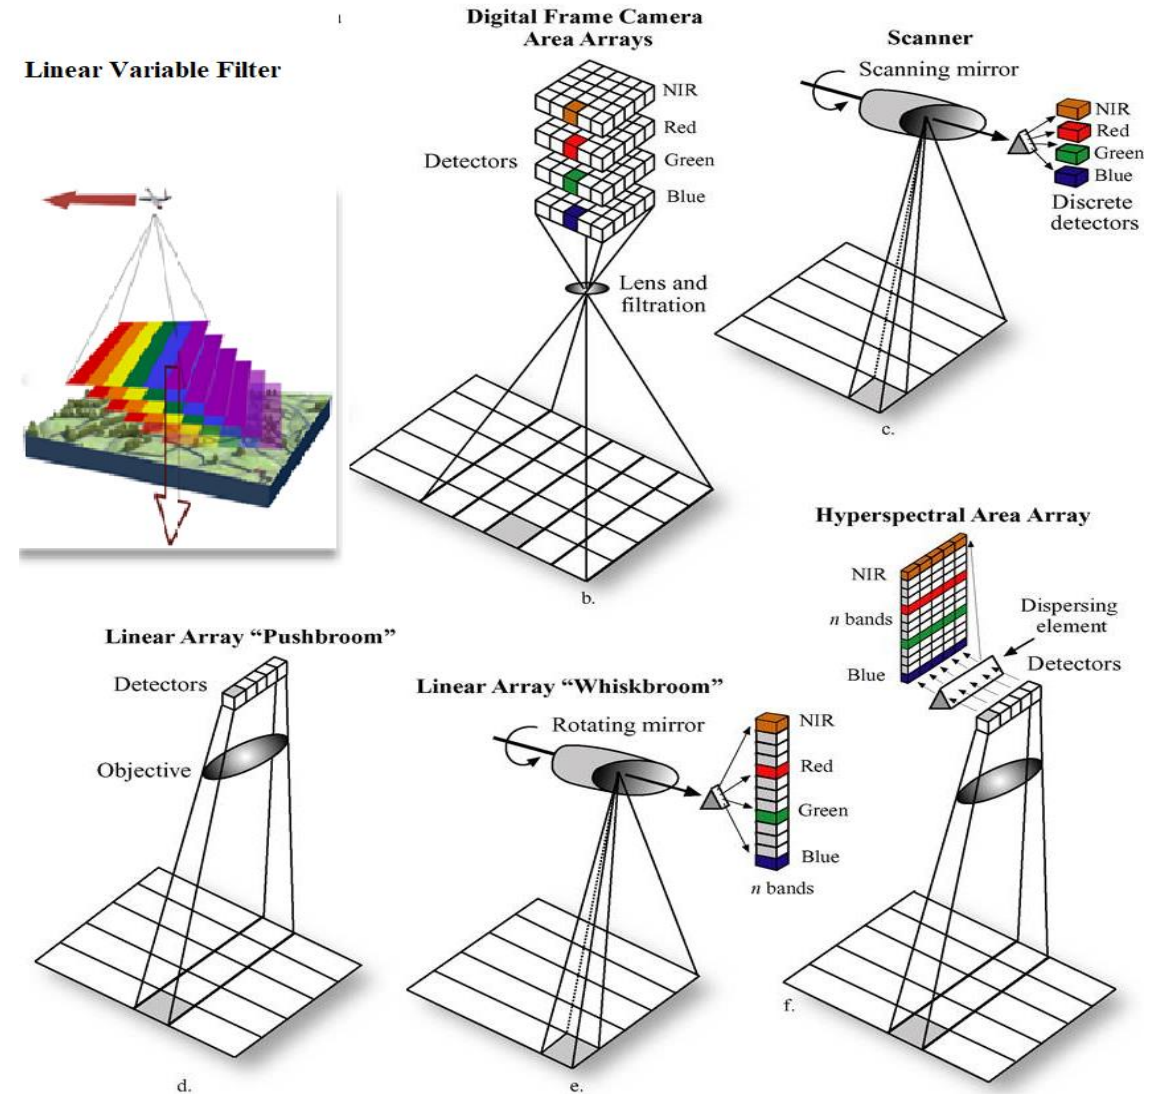 Linear Variable Filter
Digital Frame Camera
Area Arrays
NIR
Red
Detectors
Green
Blue
Lens and
filtration
b.
Scanner
Scanning mirror
NIR
Red
Green
Blue
Discrete
detectors
c.
Linear Array “Pushbroom”
Detectors
Objective
d.
Linear Array “Whiskbroom”
Rotating mirror
NIR
Red
Green
Blue
n bands
e.
Hyperspectral Area Array
NIR
n bands
Blue
Dispersing
element
Detectors
f.